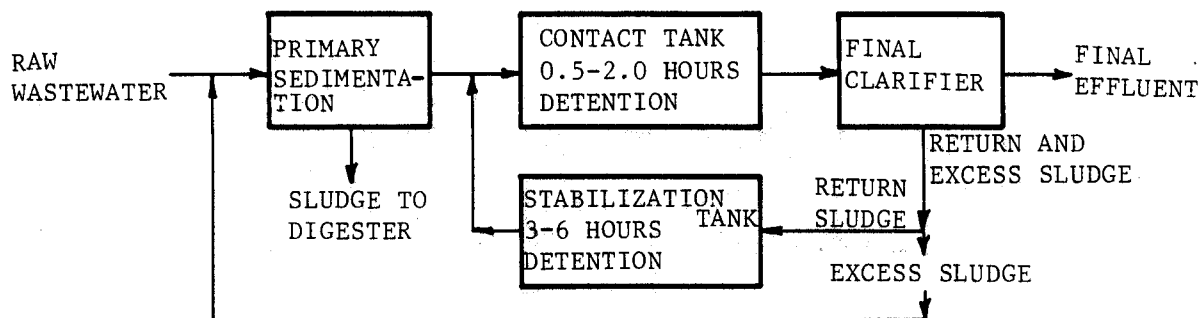 RAW
WASTEWATER
PRIMARY
SEDIMENTA-
TION
CONTACT TANK
0.5-2.0 HOURS
DETENTION
FINAL
CLARIFIER
FINAL
EFFLUENT
SLUDGE TO
DIGESTER
STABILIZATION
TANK
3-6 HOURS
DETENTION
RETURN
SLUDGE
RETURN AND
EXCESS SLUDGE
EXCESS SLUDGE